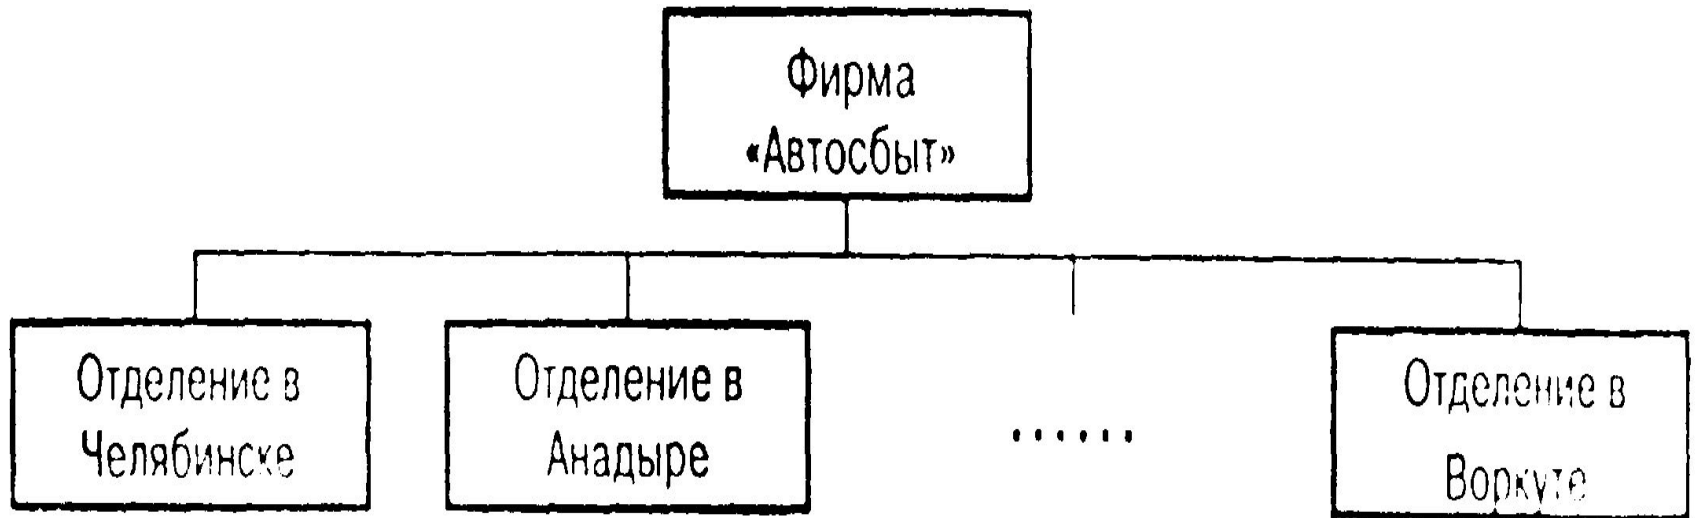 Фирма
«Автосбыт»
Отделение в
Челябинске
Отделение в
Анадыре
......
Отделение в
Воркуте